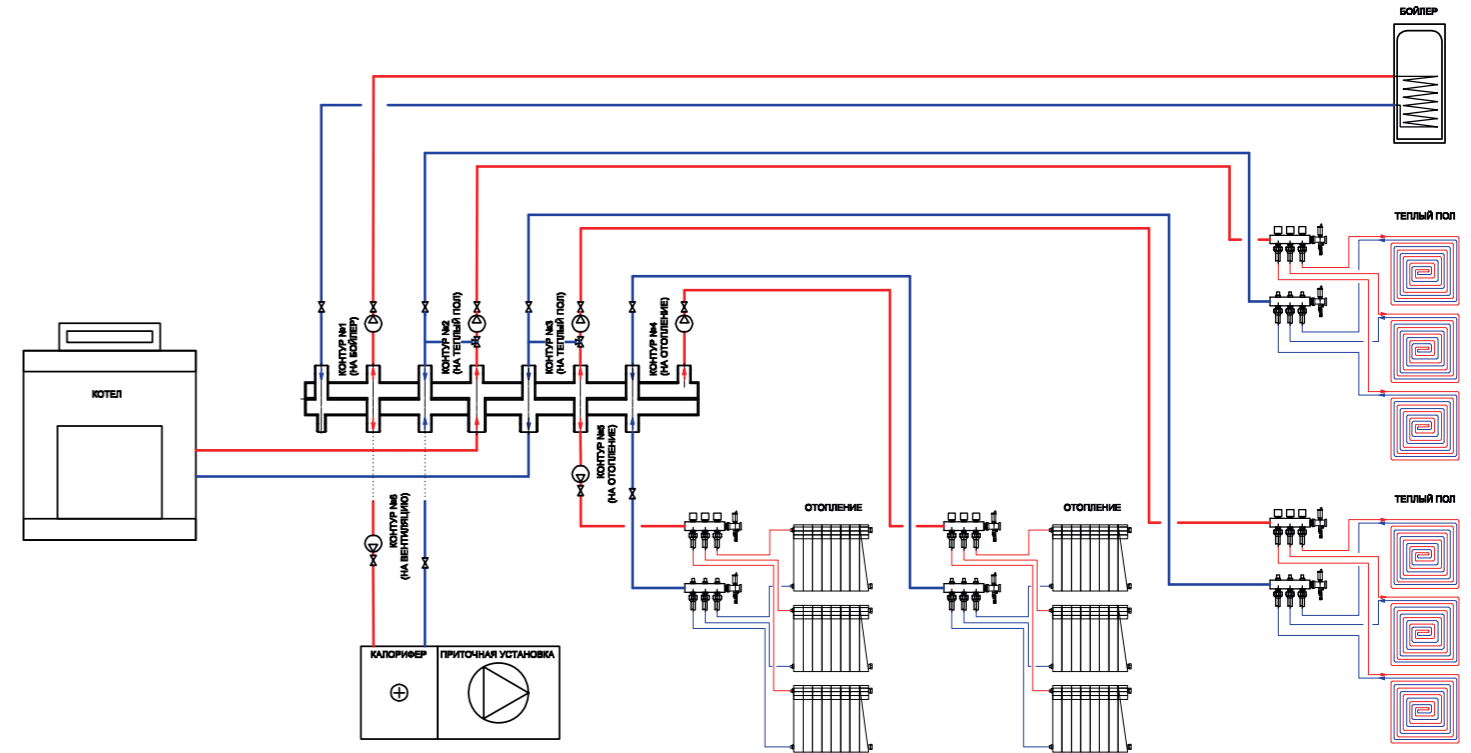 БОЙЛЕР
ТЕПЛЫЙ ПОЛ
КОНТУР №1
(НА БОЙЛЕР)
КОНТУР №2
(НА ТЕПЛЫЙ ПОЛ)
КОНТУР №3
(НА ТЕПЛЫЙ ПОЛ)
КОНТУР №4
(НА ОТОПЛЕНИЕ)
КОТЕЛ
КОНТУР №5
(НА ОТОПЛЕНИЕ)
КОНТУР №6
(НА ВЕНТИЛЯЦИЮ)
ОТОПЛЕНИЕ
ОТОПЛЕНИЕ
ТЕПЛЫЙ ПОЛ
КАЛОРИФЕР
ПРИТОЧНАЯ УСТАНОВКА